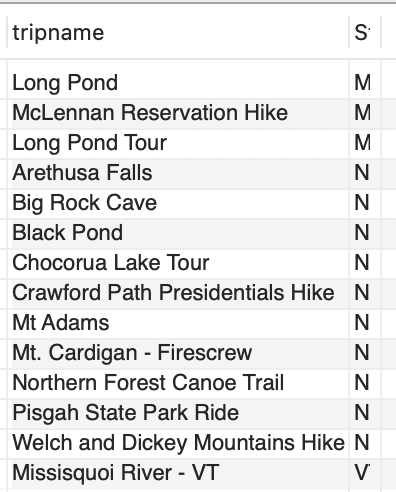 tripname S
Long Pond M
McLennan Reservation Hike M
Long Pond Tour M
Arethusa Falls N
Big Rock Cave N
Black Pond N
Chocorua Lake Tour N
Crawford Path Presidentials Hike N
Mt Adams N
Mt. Cardigan - Firescrew N
Northern Forest Canoe Trail N
Pisgah State Park Ride N
Welch and Dickey Mountains Hike N
Missisquoi River - VT V